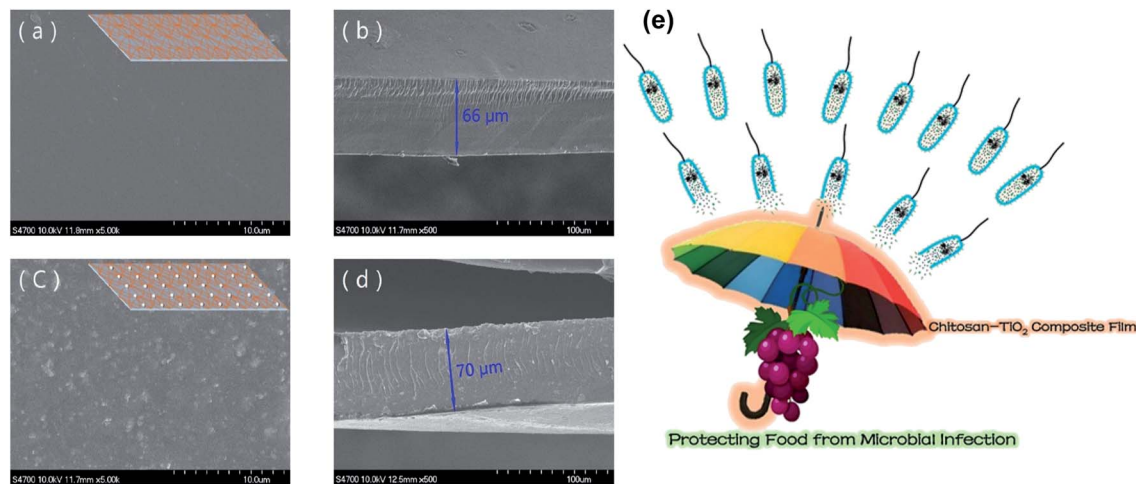 (a)
S4700 10.0kV 11.8mm x5.00k
10.0um
(b)
66 μm
S4700 10.0kV 11.7mm x500
100um
(C)
S4700 10.0kV 11.7mm x5.00k
10.0um
(d)
70 μm
S4700 10.0kV 12.5mm x500
100um
(e)
Chitosan-TiO₂ Composite Film
Protecting Food from Microbial Infection